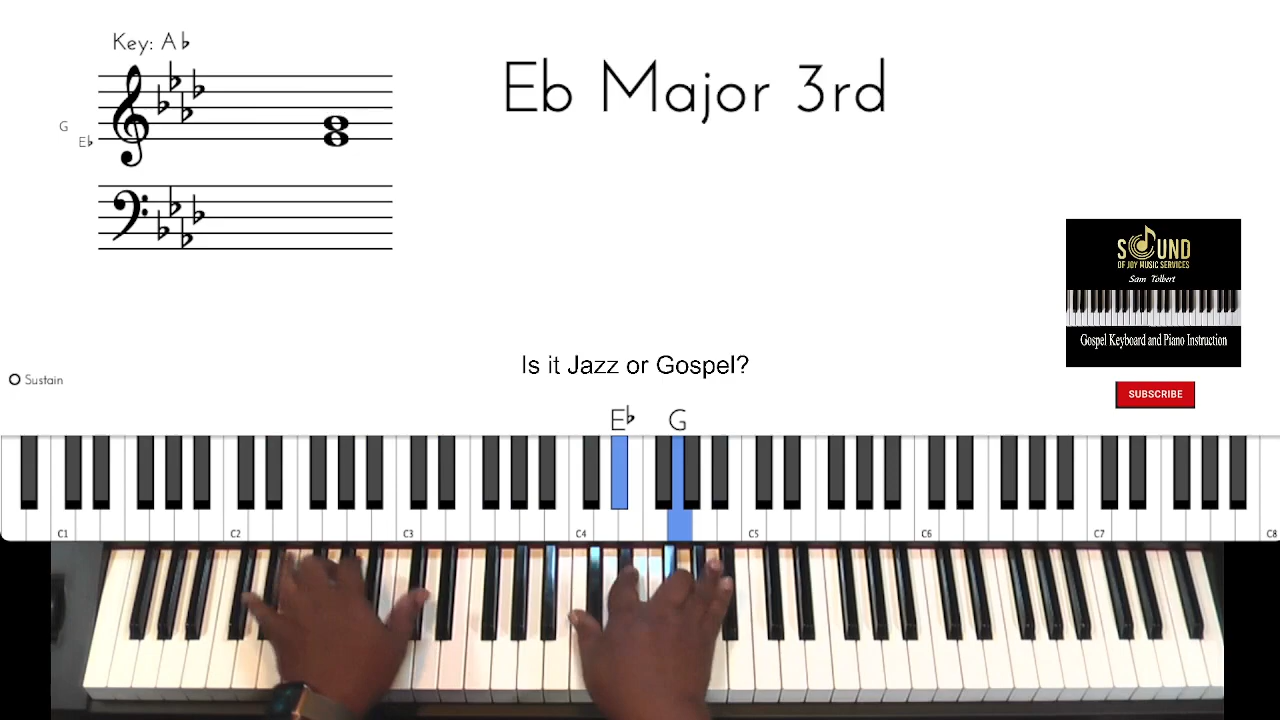 Key: A♭
Eb Major 3rd
G
E♭
SOUND
OF JOY MUSIC SERVICES
Sam Tolbert
Gospel Keyboard and Piano Instruction
Is it Jazz or Gospel?
Sustain
SUBSCRIBE
E♭ G
C1 C2 C3 C4 C5 C6 C7 C8